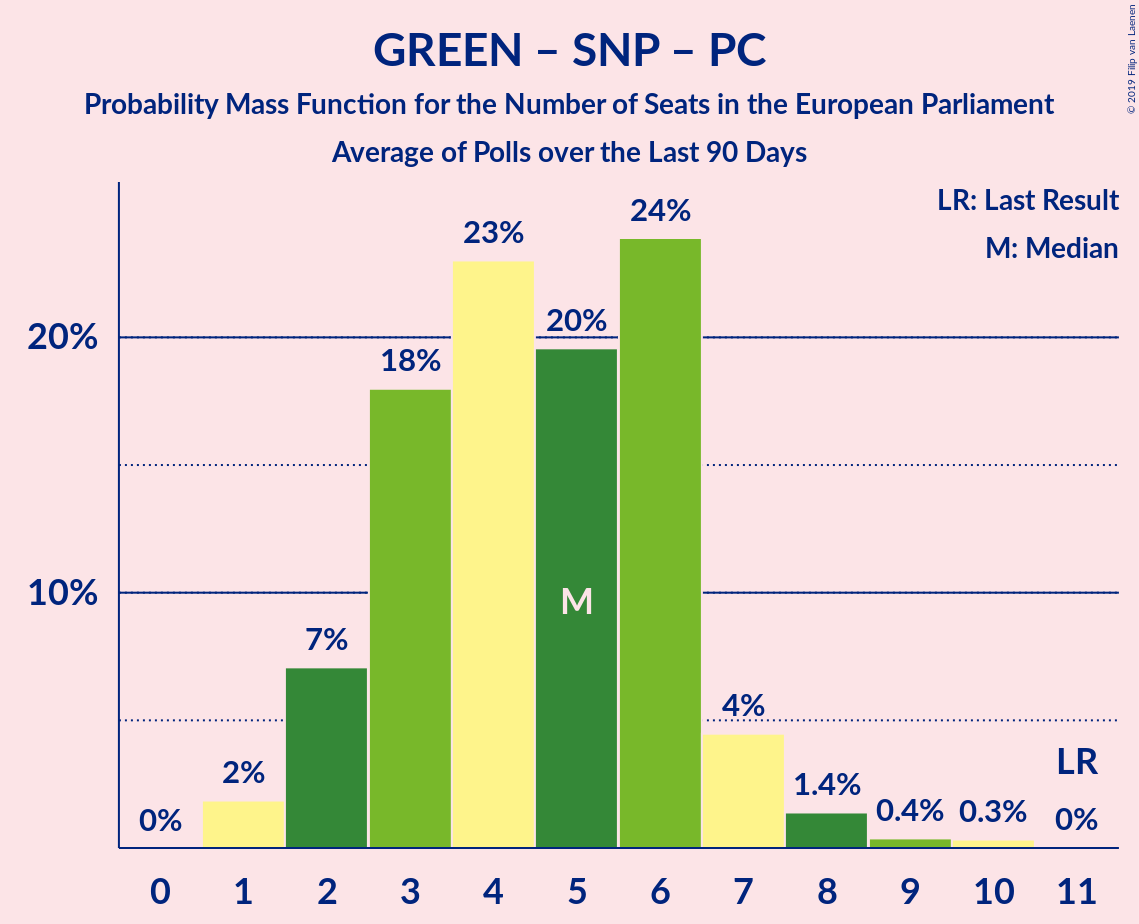 GREEN – SNP – PC
Probability Mass Function for the Number of Seats in the European Parliament
Average of Polls over the Last 90 Days
© 2019 Filip van Laenen
LR: Last Result
M: Median
20%
10%
0%
2%
7%
18%
23%
20%
24%
4%
1.4%
0.4%
0.3%
0%
LR
M
0 1 2 3 4 5 6 7 8 9 10 11